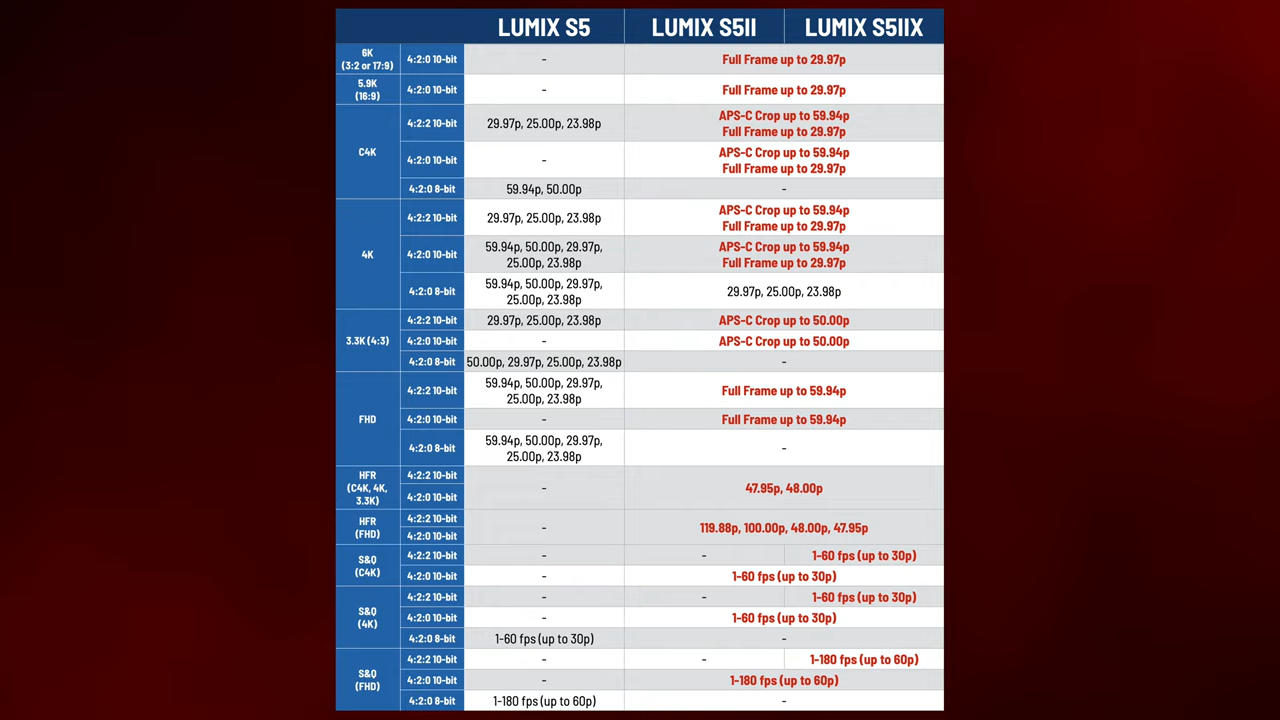 LUMIX S5 LUMIX S5II LUMIX S5IIX
6K
(3:2 or 17:9)
4:2:0 10-bit - Full Frame up to 29.97p
5.9K
(16:9)
4:2:0 10-bit - Full Frame up to 29.97p
C4K
4:2:2 10-bit 29.97p, 25.00p, 23.98p APS-C Crop up to 59.94p
Full Frame up to 29.97p
4:2:0 10-bit - APS-C Crop up to 59.94p
Full Frame up to 29.97p
4:2:0 8-bit 59.94p, 50.00p -
4K
4:2:2 10-bit 29.97p, 25.00p, 23.98p APS-C Crop up to 59.94p
Full Frame up to 29.97p
4:2:0 10-bit 59.94p, 50.00p, 29.97p, APS-C Crop up to 59.94p
25.00p, 23.98p Full Frame up to 29.97p
4:2:0 8-bit 59.94p, 50.00p, 29.97p,
25.00p, 23.98p
29.97p, 25.00p, 23.98p
3.3K (4:3)
4:2:2 10-bit 29.97p, 25.00p, 23.98p APS-C Crop up to 50.00p
4:2:0 10-bit - APS-C Crop up to 50.00p
4:2:0 8-bit 50.00p, 29.97p, 25.00p, 23.98p -
FHD
4:2:2 10-bit 59.94p, 50.00p, 29.97p,
25.00p, 23.98p
Full Frame up to 59.94p
4:2:0 10-bit - Full Frame up to 59.94p
4:2:0 8-bit 59.94p, 50.00p, 29.97p,
25.00p, 23.98p
-
HFR
(C4K, 4K,
3.3K)
4:2:2 10-bit
4:2:0 10-bit
- 47.95p, 48.00p
HFR
(FHD)
4:2:2 10-bit
4:2:0 10-bit
- 119.88p, 100.00p, 48.00p, 47.95p
S&Q
(C4K)
4:2:2 10-bit - - 1-60 fps (up to 30p)
4:2:0 10-bit - 1-60 fps (up to 30p)
S&Q
(4K)
4:2:2 10-bit - - 1-60 fps (up to 30p)
4:2:0 10-bit - 1-60 fps (up to 30p)
4:2:0 8-bit 1-60 fps (up to 30p) -
S&Q
(FHD)
4:2:2 10-bit - - 1-180 fps (up to 60p)
4:2:0 10-bit - 1-180 fps (up to 60p)
4:2:0 8-bit 1-180 fps (up to 60p) -